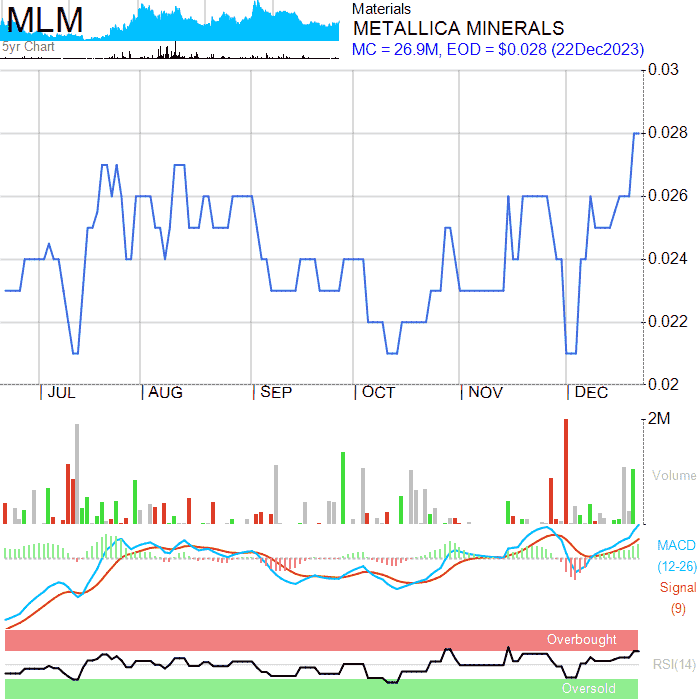 MLM
5yr Chart
Materials
METALLICA MINERALS
MC = 26.9M, EOD = $0.028 (22Dec2023)
0.03
0.028
0.026
0.024
0.022
0.02
JUL AUG SEP OCT NOV DEC
2M
Volume
MACD
(12-26)
Signal
(9)
Overbought
RSI(14)
Oversold